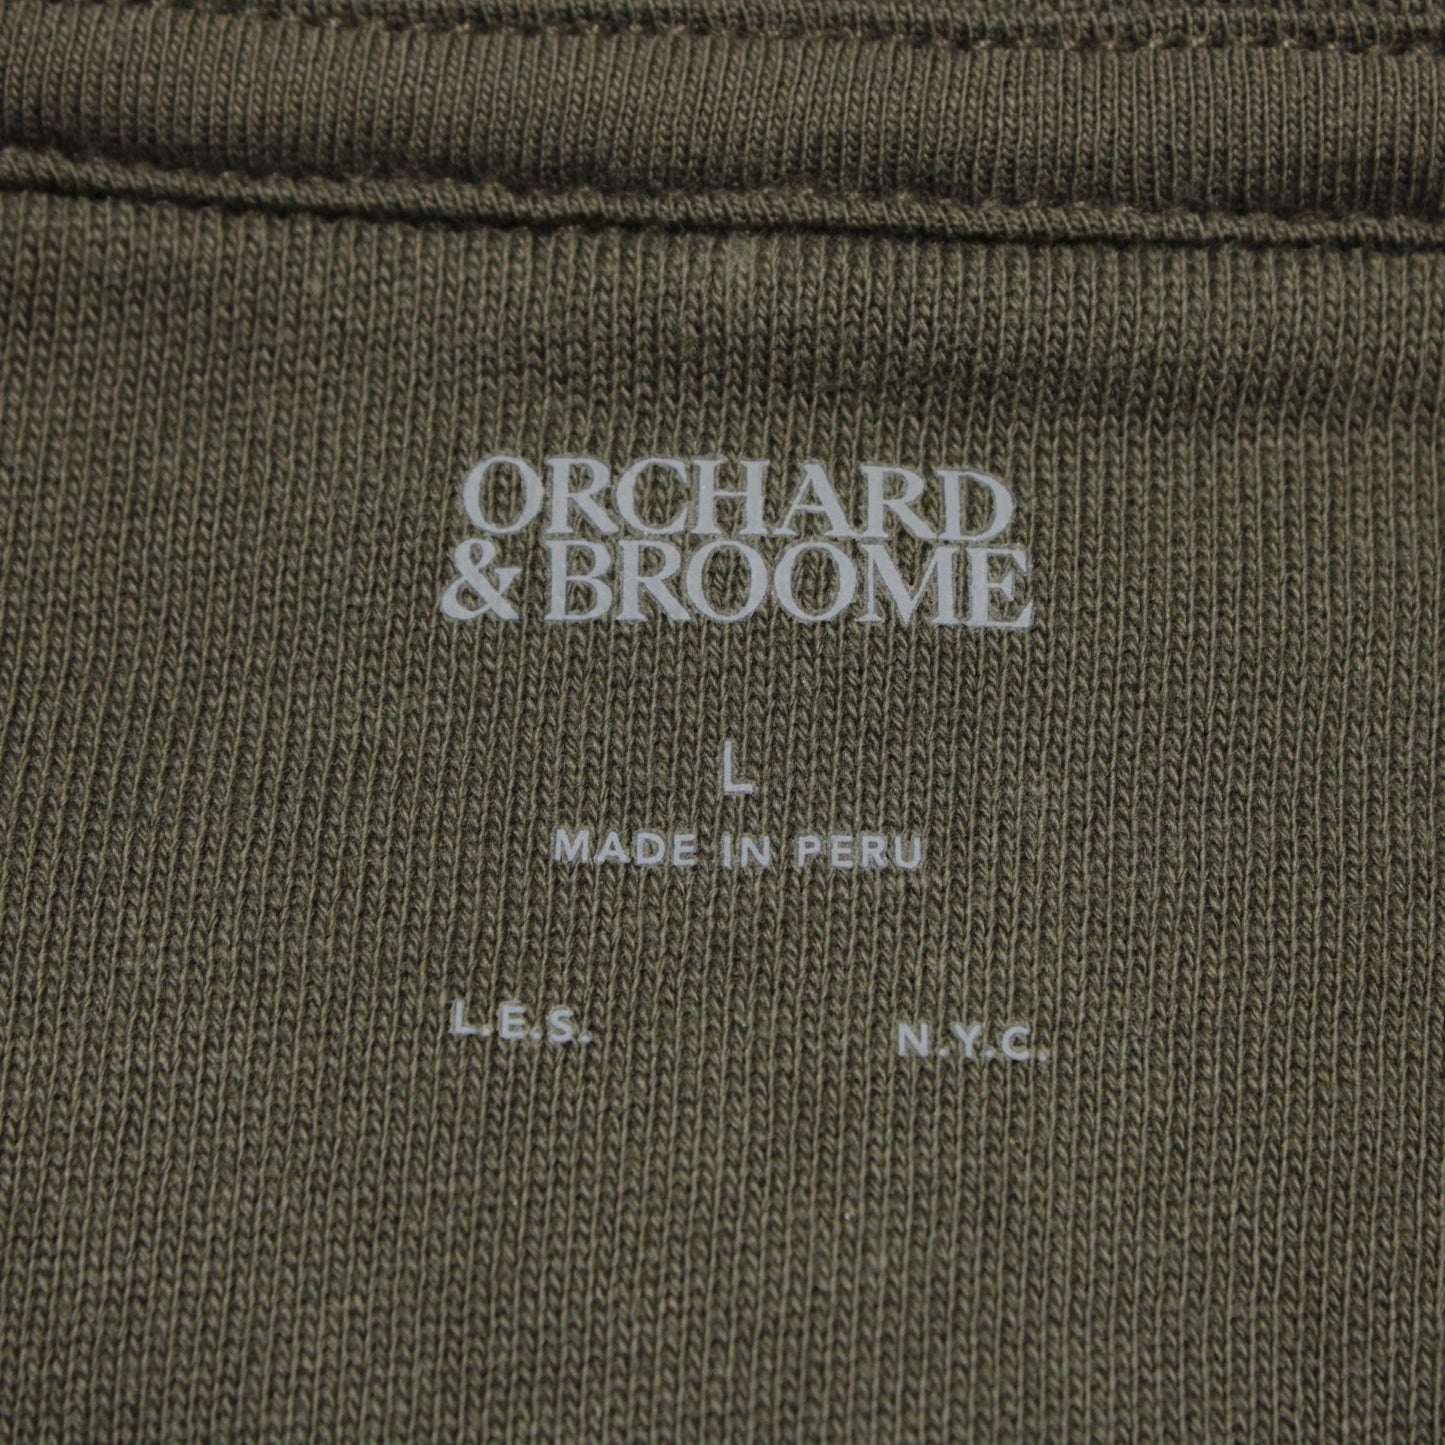 ORCHARD
& BROOME
L
MADE IN PERU
L.E.S. N.Y.C.